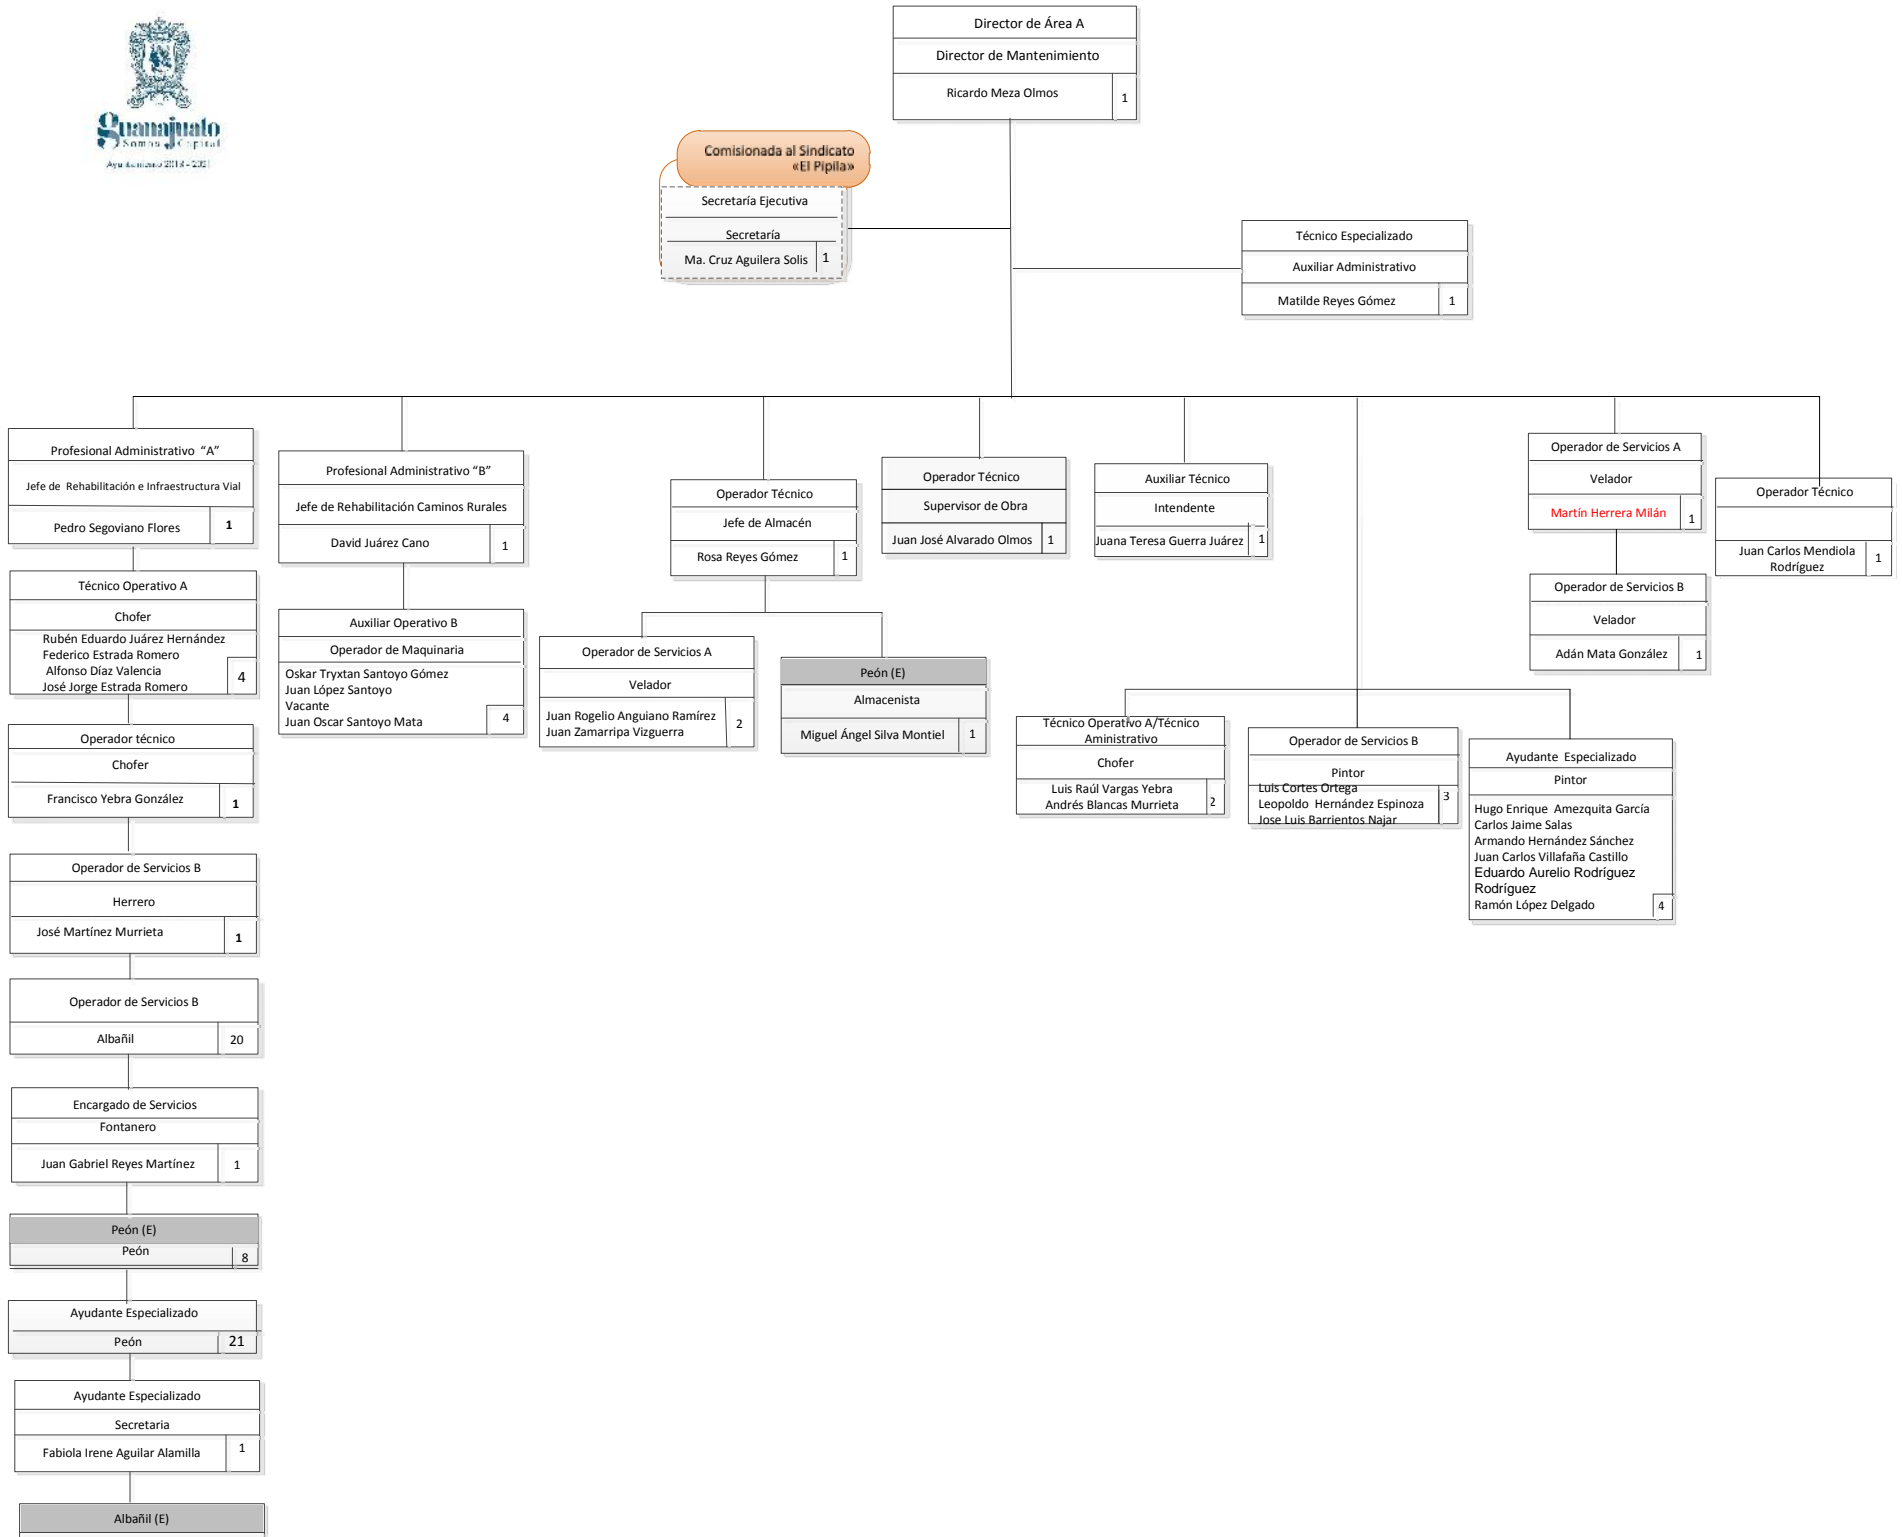 Guanajuato
Somos Capital
Ayuntamiento 2018 - 2021
Director de Área A
Director de Mantenimiento
Ricardo Meza Olmos
1
Comisionada al Sindicato
«El Pipila»
Secretaría Ejecutiva
Secretaría
Ma. Cruz Aguilera Solis
1
Técnico Especializado
Auxiliar Administrativo
Matilde Reyes Gómez
1
Profesional Administrativo “A”
Jefe de Rehabilitación e Infraestructura Vial
Pedro Segoviano Flores
1
Técnico Operativo A
Chofer
Rubén Eduardo Juárez Hernández
Federico Estrada Romero
Alfonso Díaz Valencia
José Jorge Estrada Romero
4
Operador técnico
Chofer
Francisco Yebra González
1
Operador de Servicios B
Herrero
José Martínez Murrieta
1
Operador de Servicios B
Albañil
20
Encargado de Servicios
Fontanero
Juan Gabriel Reyes Martínez
1
Peón (E)
Peón
8
Ayudante Especializado
Peón
21
Ayudante Especializado
Secretaria
Fabiola Irene Aguilar Alamilla
1
Albañil (E)
Profesional Administrativo “B”
Jefe de Rehabilitación Caminos Rurales
David Juárez Cano
1
Auxiliar Operativo B
Operador de Maquinaria
Oskar Tryxtan Santoyo Gómez
Juan López Santoyo
Vacante
Juan Oscar Santoyo Mata
4
Operador Técnico
Jefe de Almacén
Rosa Reyes Gómez
1
Operador de Servicios A
Velador
Juan Rogelio Anguiano Ramírez
Juan Zamarripa Vizguerra
2
Peón (E)
Almacenista
Miguel Ángel Silva Montiel
1
Operador Técnico
Supervisor de Obra
Juan José Alvarado Olmos
1
Auxiliar Técnico
Intendente
Juana Teresa Guerra Juárez
1
Técnico Operativo A/Técnico
Aministrativo
Chofer
Luis Raúl Vargas Yebra
Andrés Blancas Murrieta
2
Operador de Servicios B
Pintor
Luis Cortes Ortega
Leopoldo Hernández Espinoza
Jose Luis Barrientos Najar
3
Ayudante Especializado
Pintor
Hugo Enrique Amezquita García
Carlos Jaime Salas
Armando Hernández Sánchez
Juan Carlos Villafaña Castillo
Eduardo Aurelio Rodríguez
Rodríguez
Ramón López Delgado
4
Operador de Servicios A
Velador
Martín Herrera Milán
1
Operador de Servicios B
Velador
Adán Mata González
1
Operador Técnico
Juan Carlos Mendiola
Rodríguez
1